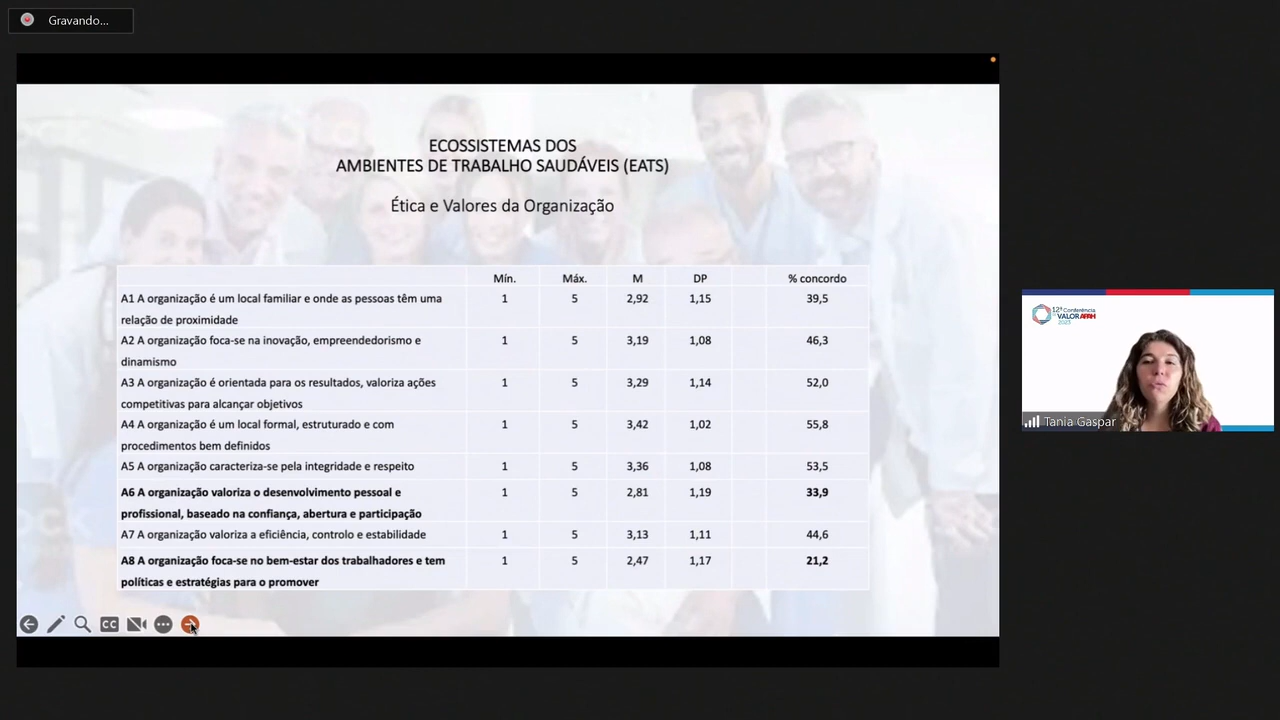 Gravando...
ECOSSISTEMAS DOS
AMBIENTES DE TRABALHO SAUDÁVEIS (EATS)
Ética e Valores da Organização
Mín. Máx. M DP % concordo
A1 A organização é um local familiar e onde as pessoas têm uma 1 5 2,92 1,15 39,5
relação de proximidade
A2 A organização foca-se na inovação, empreendedorismo e 1 5 3,19 1,08 46,3
dinamismo
A3 A organização é orientada para os resultados, valoriza ações 1 5 3,29 1,14 52,0
competitivas para alcançar objetivos
A4 A organização é um local formal, estruturado e com 1 5 3,42 1,02 55,8
procedimentos bem definidos
A5 A organização caracteriza-se pela integridade e respeito 1 5 3,36 1,08 53,5
A6 A organização valoriza o desenvolvimento pessoal e 1 5 2,81 1,19 33,9
profissional, baseado na confiança, abertura e participação
A7 A organização valoriza a eficiência, controlo e estabilidade 1 5 3,13 1,11 44,6
A8 A organização foca-se no bem-estar dos trabalhadores e tem 1 5 2,47 1,17 21,2
políticas e estratégias para o promover
CC
12ª Conferência
VALOR APAH
2023
Tania Gaspar